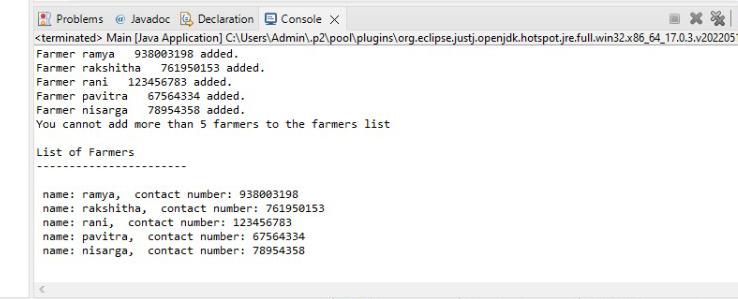 Problems @ Javadoc Declaration Console
<terminated> Main [Java Application] C:\Users\Admin\.p2\pool\plugins\org.eclipse.justj.openjdk.hotspot.jre.full.win32.x86_64_17.0.3.v2022051
Farmer ramya   938003198 added.
Farmer rakshitha   761950153 added.
Farmer rani   123456783 added.
Farmer pavitra   67564334 added.
Farmer nisarga   78954358 added.
You cannot add more than 5 farmers to the farmers list
List of Farmers
-----------------------
name: ramya,  contact number: 938003198
name: rakshitha,  contact number: 761950153
name: rani,  contact number: 123456783
name: pavitra,  contact number: 67564334
name: nisarga,  contact number: 78954358